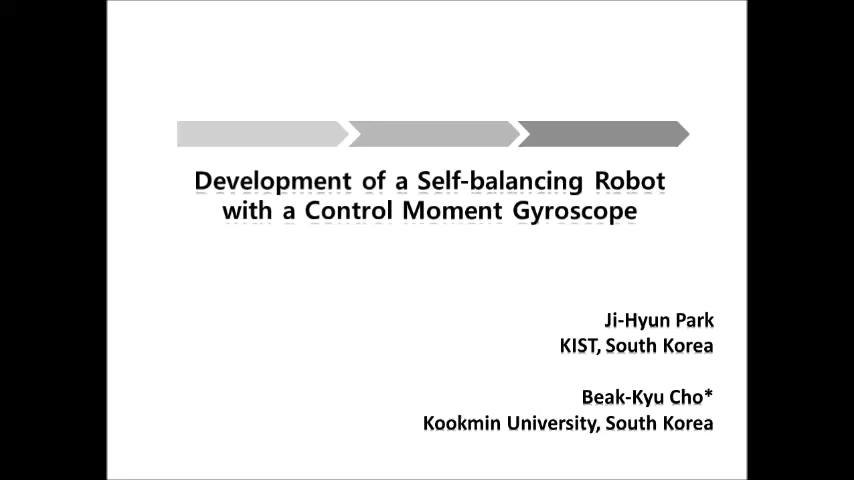 Development of a Self-balancing Robot
with a Control Moment Gyroscope
Ji-Hyun Park
KIST, South Korea
Beak-Kyu Cho*
Kookmin University, South Korea